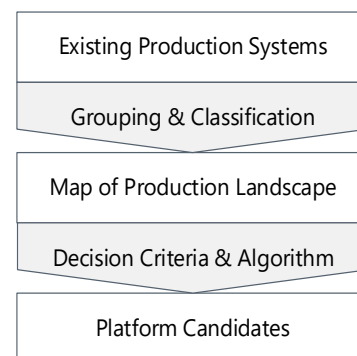 Existing Production Systems
Grouping & Classification
Map of Production Landscape
Decision Criteria & Algorithm
Platform Candidates